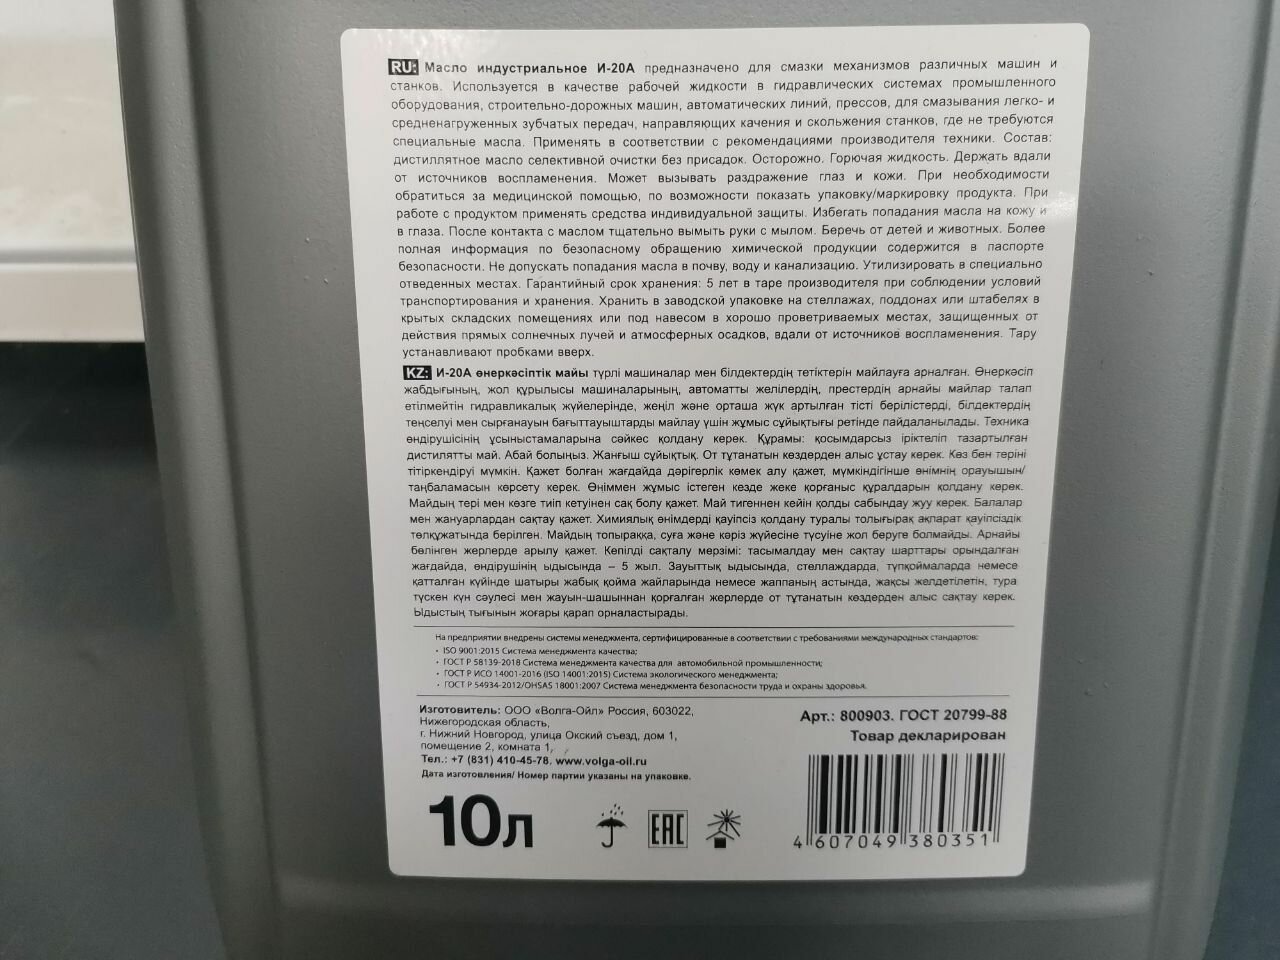 RU: Масло индустриальное И-20А предназначено для смазки механизмов различных машин и
станков. Используется в качестве рабочей жидкости в гидравлических системах промышленного
оборудования, строительно-дорожных машин, автоматических линий, прессов, для смазывания легко- и
средненагруженных зубчатых передач, направляющих качения и скольжения станков, где не требуются
специальные масла. Применять в соответствии с рекомендациями производителя техники. Состав:
дистиллятное масло селективной очистки без присадок. Осторожно. Горючая жидкость. Держать вдали
от источников воспламенения. Может вызывать раздражение глаз и кожи. При необходимости
обратиться за медицинской помощью, по возможности показать упаковку/маркировку продукта. При
работе с продуктом применять средства индивидуальной защиты. Избегать попадания масла на кожу и
в глаза. После контакта с маслом тщательно вымыть руки с мылом. Беречь от детей и животных. Более
полная информация по безопасному обращению химической продукции содержится в паспорте
безопасности. Не допускать попадания масла в почву, воду и канализацию. Утилизировать в специально
отведенных местах. Гарантийный срок хранения: 5 лет в таре производителя при соблюдении условий
транспортирования и хранения. Хранить в заводской упаковке на стеллажах, поддонах или штабелях в
крытых складских помещениях или под навесом в хорошо проветриваемых местах, защищенных от
действия прямых солнечных лучей и атмосферных осадков, вдали от источников воспламенения. Тару
устанавливают пробками вверх.
KZ: И-20А өнеркәсіптік майы түрлі машиналар мен білдектердің тетіктерін майлауға арналған. Өнеркәсіп
жабдығының, жол құрылысы машиналарының, автоматты желілердің, престердің арнайы майлар талап
етілмейтін гидравликалық жүйелерінде, жеңіл және орташа жүк артылған тісті берілістерді, білдектердің
теңселуі мен сырғанауын бағыттауыштарды майлау үшін жұмыс сұйықтығы ретінде пайдаланылады. Техника
өндірушісінің ұсыныстамаларына сәйкес қолдану керек. Құрамы: қосымдарсыз іріктеліп тазартылған
дистилятты май. Абай болыңыз. Жанғыш сұйықтық. От тұтанатын көздерден алыс ұстау керек. Көз бен теріні
тітіркендіруі мүмкін. Қажет болған жағдайда дәрігерлік көмек алу қажет, мүмкіндігінше өнімнің орауышын/
таңбаламасын көрсету керек. Өніммен жұмыс істеген кезде жеке қорғаныс құралдарын қолдану керек.
Майдың тері мен көзге тиіп кетуінен сақ болу қажет. Май тигеннен кейін қолды сабындау жуу керек. Балалар
мен жануарлардан сақтау қажет. Химиялық өнімдерді қауіпсіз қолдану туралы толығырақ ақпарат қауіпсіздік
төлқұжатында берілген. Майдың топыраққа, суға және кәріз жүйесіне түсуіне жол беруге болмайды. Арнайы
бөлінген жерлерде арылу қажет. Кепілді сақталу мерзімі: тасымалдау мен сақтау шарттары орындалған
жағдайда, өндірушінің ыдысында – 5 жыл. Зауыттық ыдысында, стеллаждарда, түпқоймаларда немесе
қатталған күйінде шатыры жабық қойма жайларында немесе жаппаның астында, жақсы желдетілетін, тура
түскен күн сәулесі мен жауын-шашыннан қорғалған жерлерде от тұтанатын көздерден алыс сақтау керек.
Ыдыстың тығынын жоғары қарап орналастырады.
На предприятии внедрены системы менеджмента, сертифицированные в соответствии с требованиями международных стандартов:
• ISO 9001:2015 Система менеджмента качества;
• ГОСТ Р 58139-2018 Система менеджмента качества для автомобильной промышленности;
• ГОСТ Р ИСО 14001-2016 (ISO 14001:2015) Система экологического менеджмента;
• ГОСТ Р 54934-2012/OHSAS 18001:2007 Система менеджмента безопасности труда и охраны здоровья.
Изготовитель: ООО «Волга-Ойл» Россия, 603022,
Нижегородская область,
г. Нижний Новгород, улица Окский съезд, дом 1,
помещение 2, комната 1,
Тел.: +7 (831) 410-45-78. www.volga-oil.ru
Дата изготовления/ Номер партии указаны на упаковке.
Арт.: 800903. ГОСТ 20799-88
Товар декларирован
10л
EAC
4 607049 380351